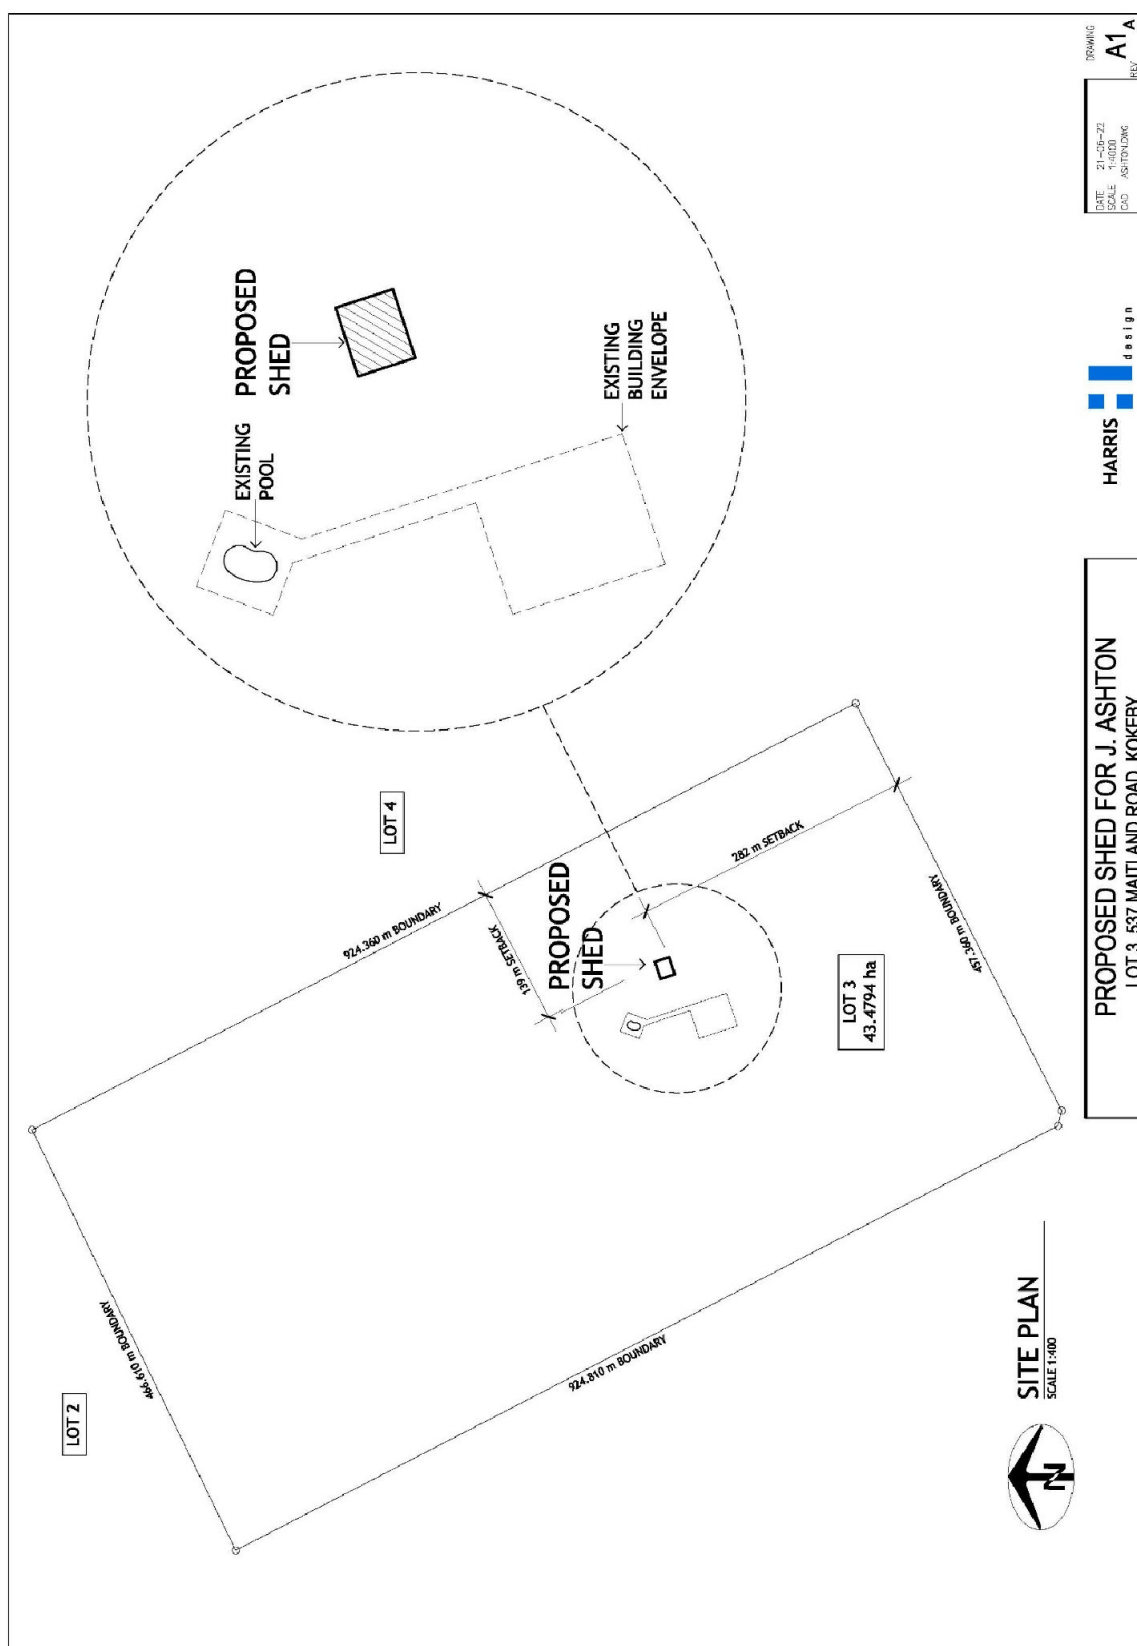 PROPOSED
SHED
EXISTING
POOL
EXISTING
BUILDING
ENVELOPE
LOT 4
LOT 2
924.360 m BOUNDARY
139 m SETBACK
PROPOSED
SHED
282 m SETBACK
466.610 m BOUNDARY
LOT 3
43.4794 ha
457.360 m BOUNDARY
924.810 m BOUNDARY
N
SITE PLAN
SCALE 1:400
PROPOSED SHED FOR J. ASHTON
LOT 3, 537 MAITLAND ROAD, KOKEBY
HARRIS
design
DATE 21-06-22
SCALE 1:4000
CAD ASHTON.DWG
DRAWING
A1
REV A